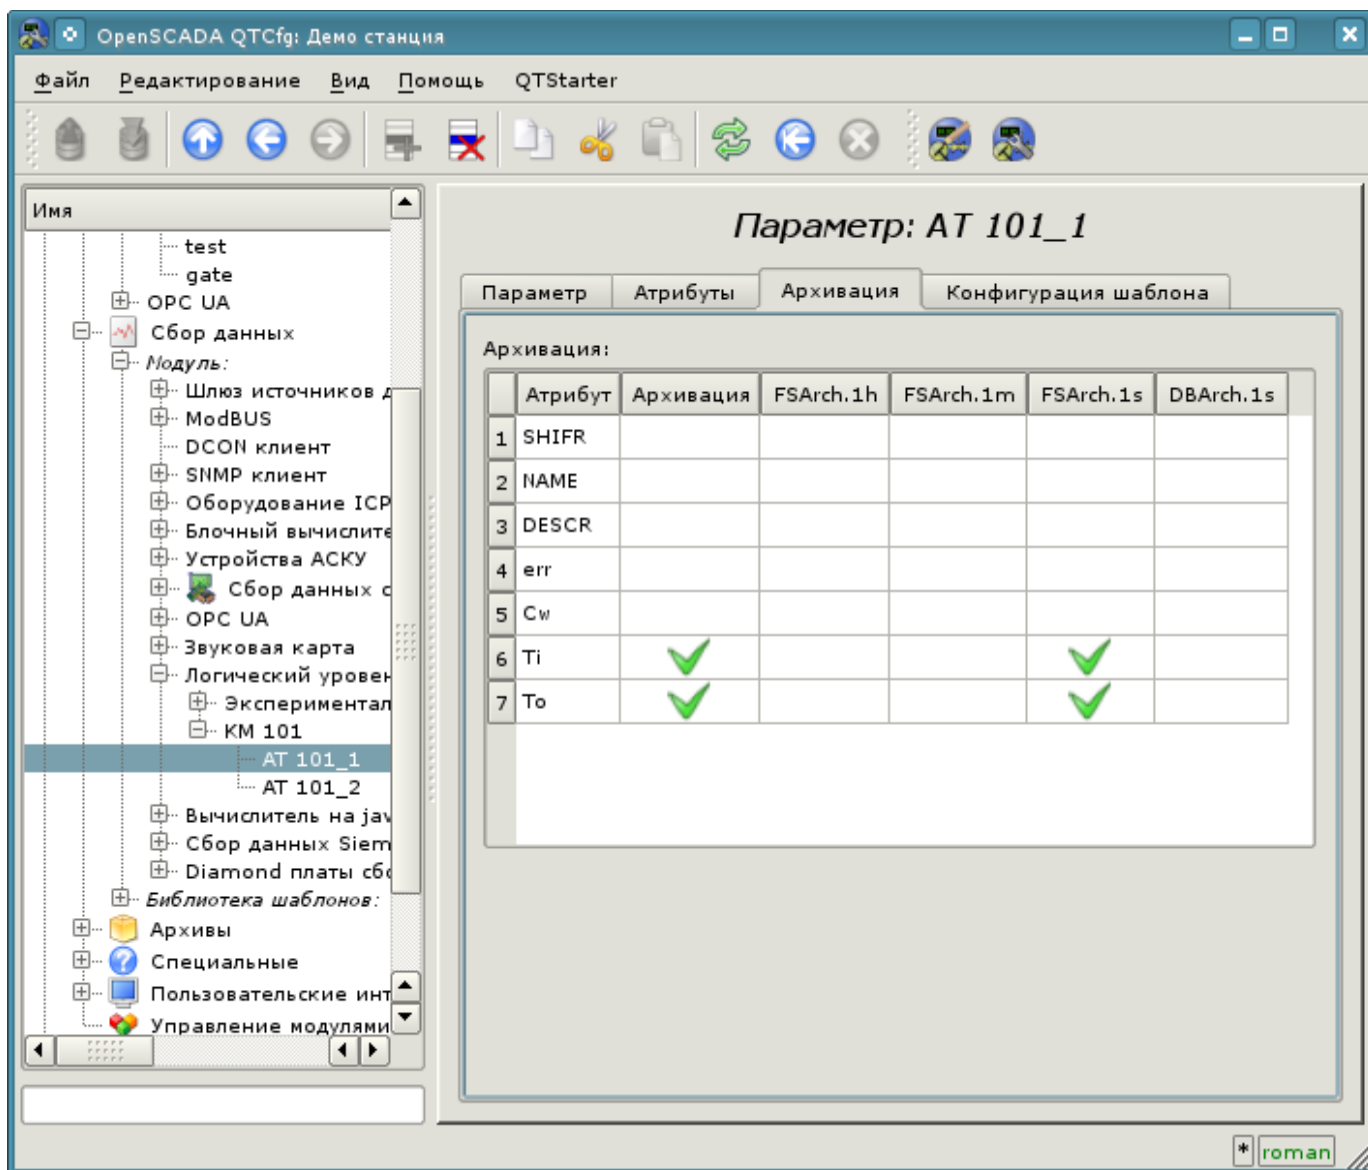 OpenSCADA QTCfg: Демо станция
Файл Редактирование Вид Помощь QTStarter
Имя
test
gate
OPC UA
Сбор данных
Модуль:
Шлюз источников д
ModBUS
DCON клиент
SNMP клиент
Оборудование ICP
Блочный вычислите
Устройства АСКУ
Сбор данных с
OPC UA
Звуковая карта
Логический уровен
Экспериментал
КМ 101
AT 101_1
AT 101_2
Вычислитель на jav
Сбор данных Siem
Diamond платы сбо
Библиотека шаблонов:
Архивы
Специальные
Пользовательские инт
Управление модулями
Параметр: AT 101_1
Параметр Атрибуты Архивация Конфигурация шаблона
Архивация:
Атрибут Архивация FSArch.1h FSArch.1m FSArch.1s DBArch.1s
1 SHIFR
2 NAME
3 DESCR
4 err
5 Cw
6 Ti
7 To
* roman